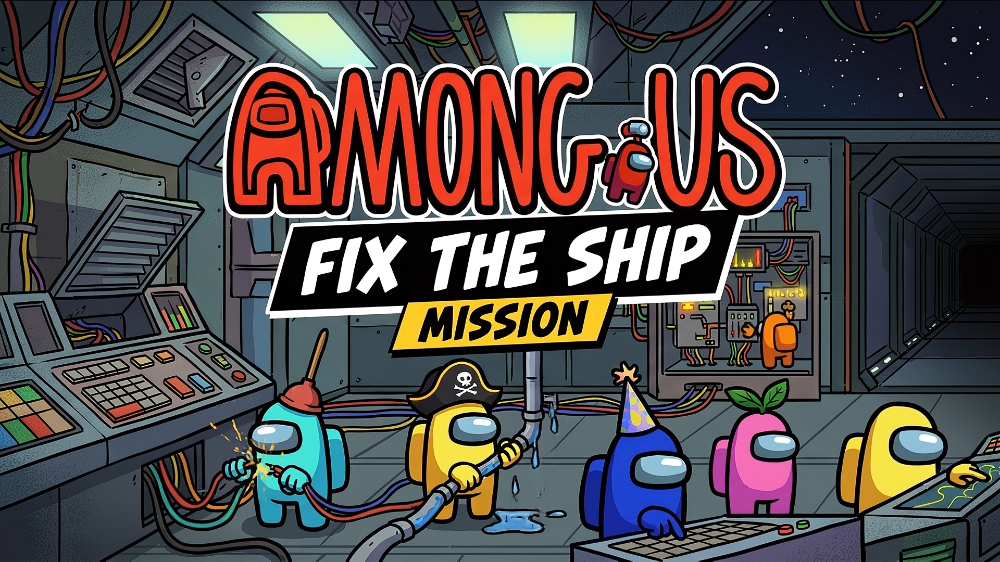 AMONG US
FIX THE SHIP
MISSION